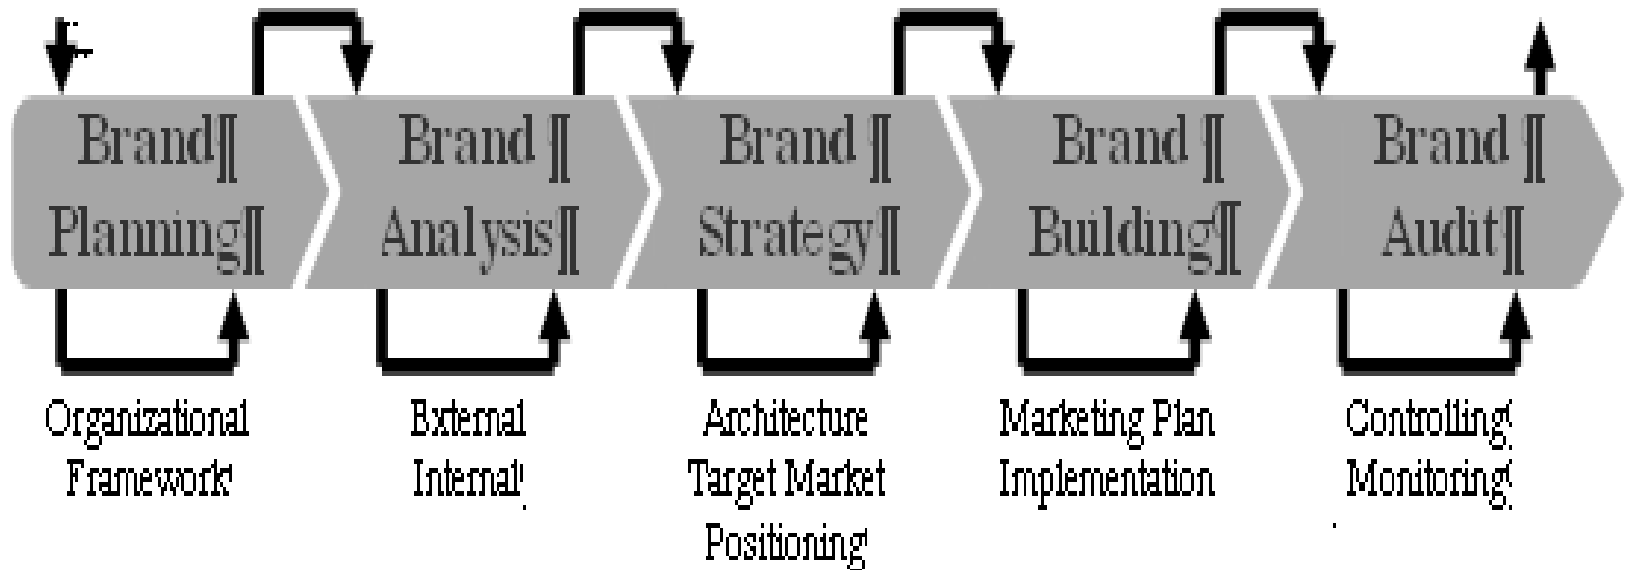 Brand¶
Planning¶
Brand ¶
Analysis¶
Brand ¶
Strategy¶
Brand ¶
Building¶
Brand ¶
Audit¶
Organizational
Framework
External
Internal
Architecture
Target Market
Positioning
Marketing Plan
Implementation
Controlling
Monitoring